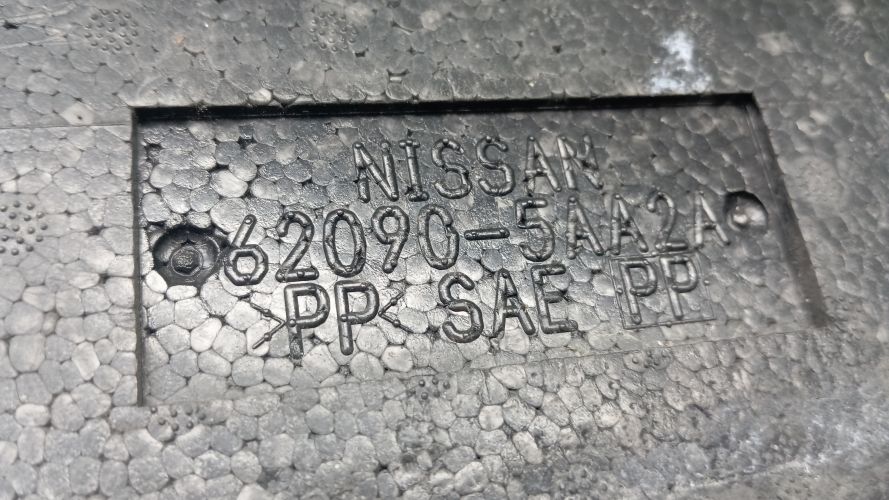 NISSAN
62090-5AA2A
>PP< SAE PP